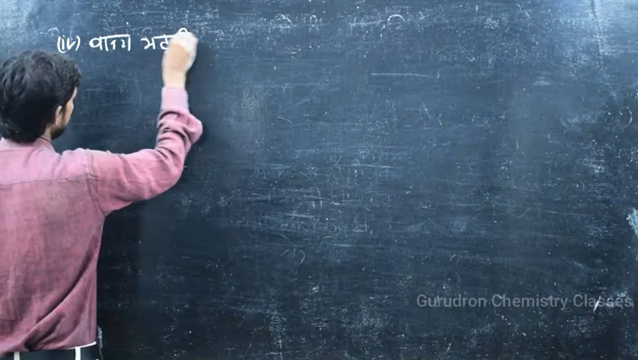 (iv) वाज्य
Gurudron Chemistry Classes